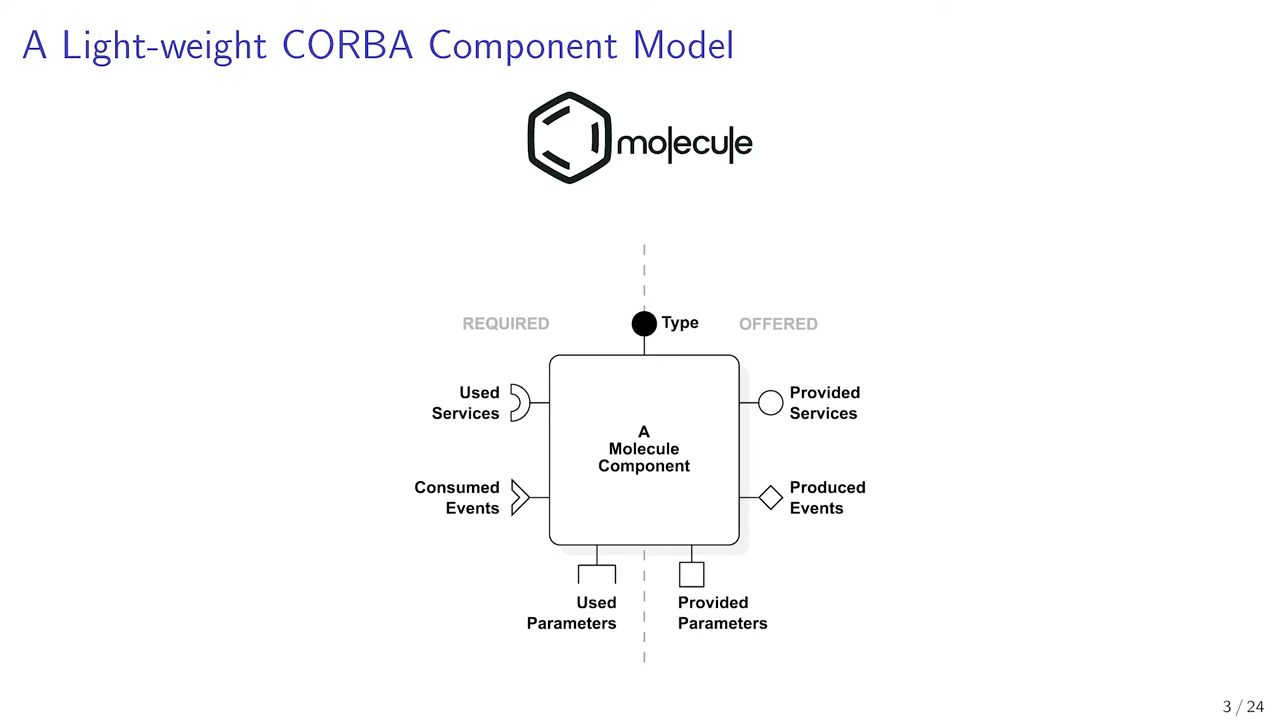 A Light-weight CORBA Component Model
molecule
REQUIRED
Type
OFFERED
Used
Services
Provided
Services
A
Molecule
Component
Consumed
Events
Produced
Events
Used
Parameters
Provided
Parameters
3 / 24